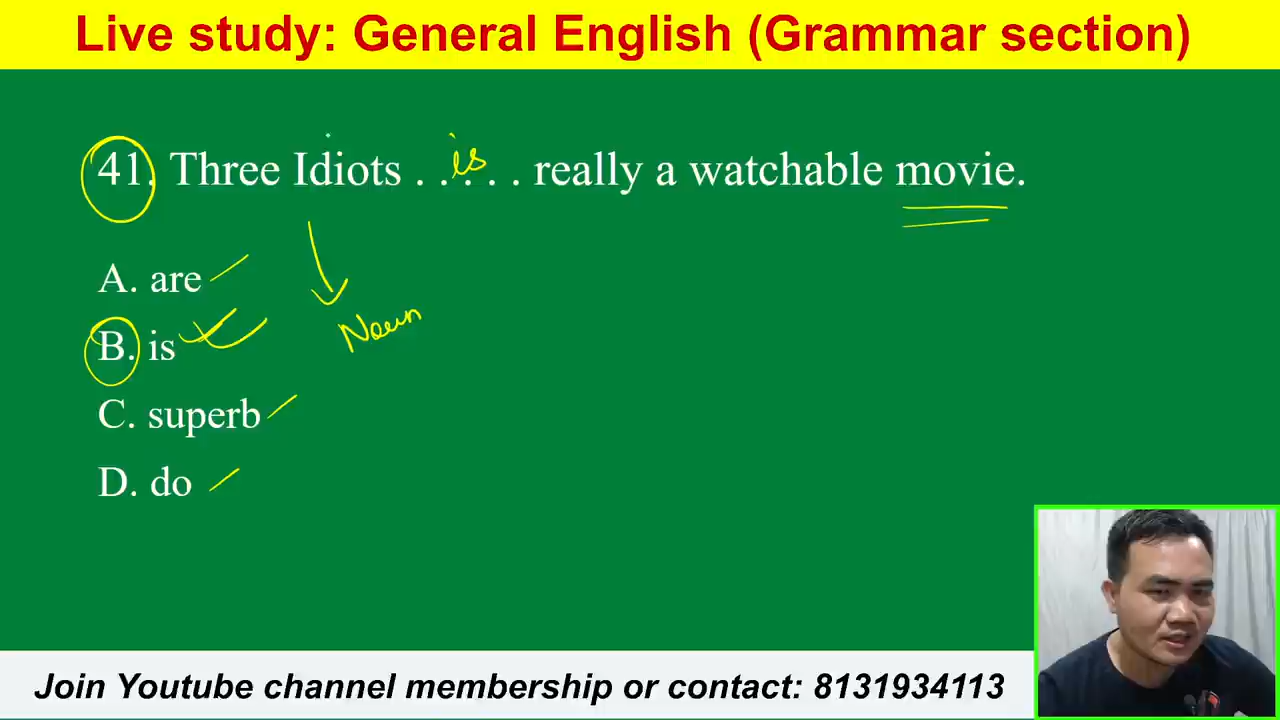 Live study: General English (Grammar section)
41. Three Idiots . . is . . . really a watchable movie.
A. are
B. is
Noun
C. superb
D. do
Join Youtube channel membership or contact: 8131934113